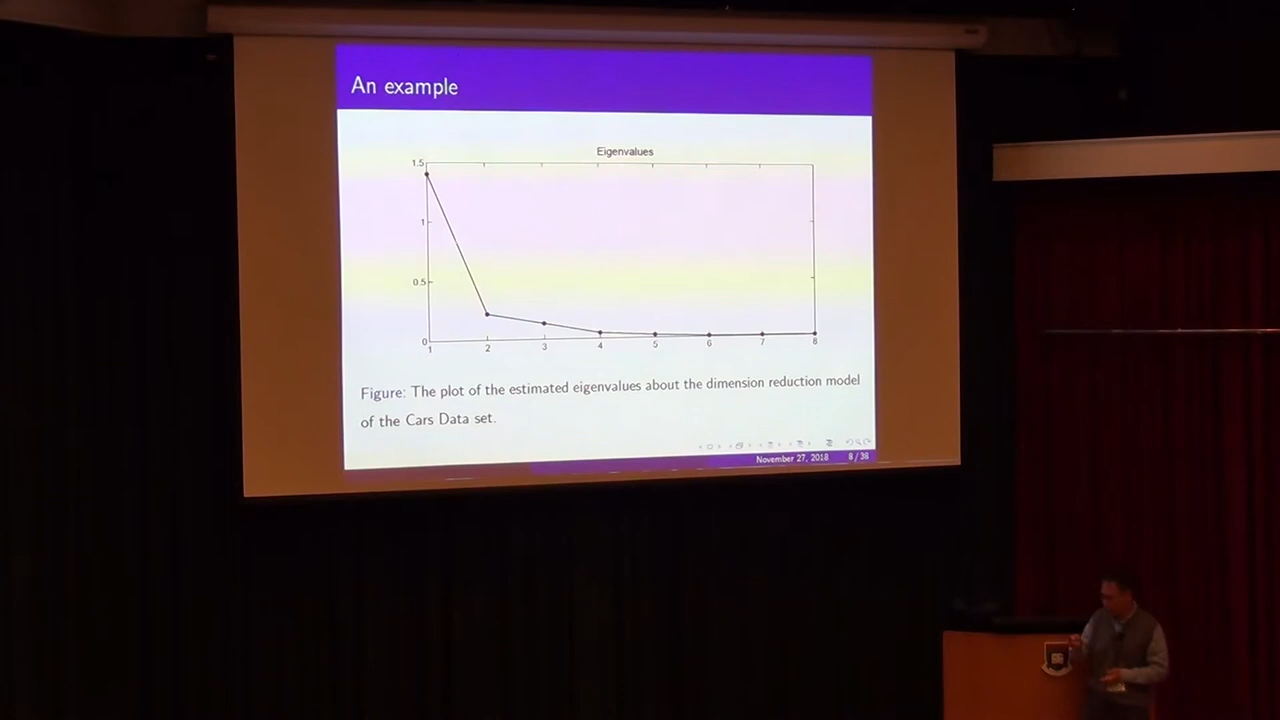 An example
Eigenvalues
1.5
1
0.5
0
1 2 3 4 5 6 7 8
Figure: The plot of the estimated eigenvalues about the dimension reduction model
of the Cars Data set.
November 27, 2018 8 / 38